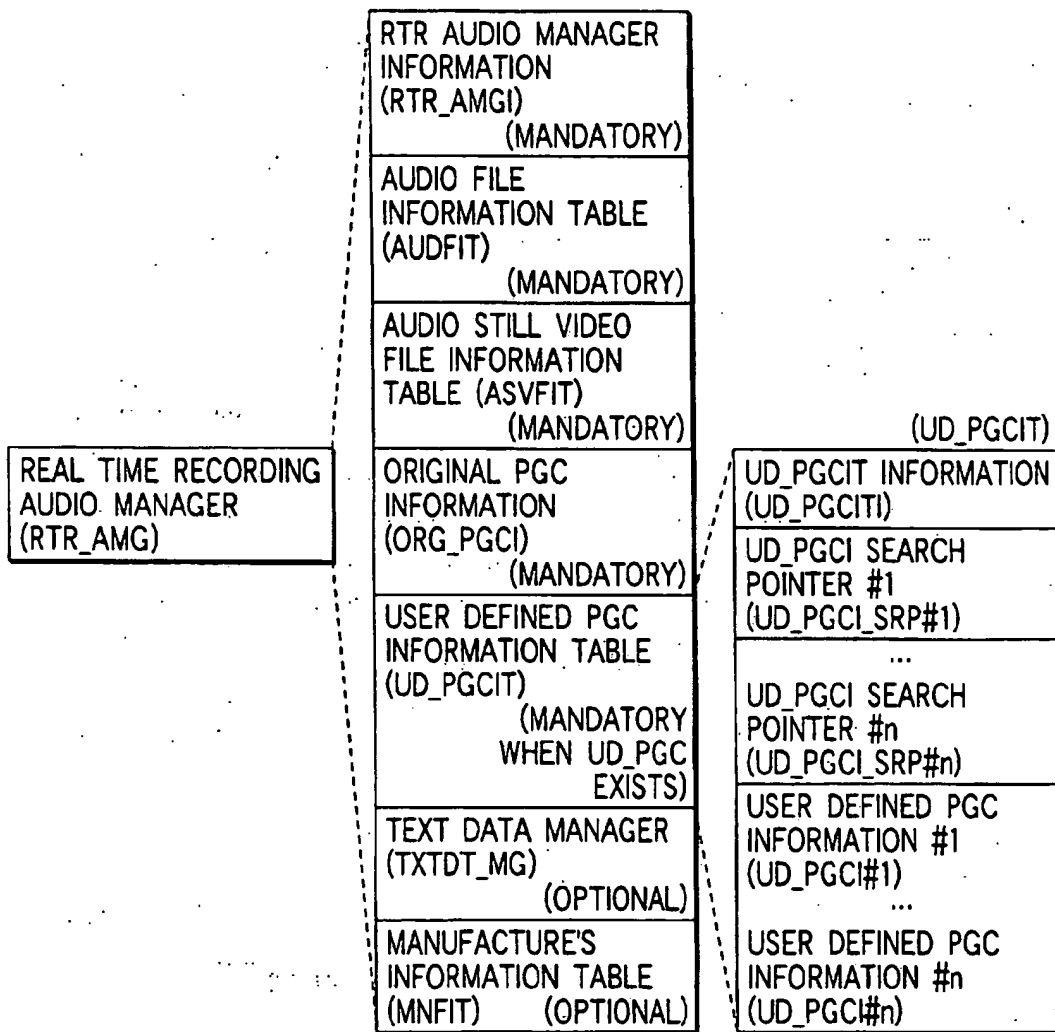 REAL TIME RECORDING
AUDIO MANAGER
(RTR_AMG)
RTR AUDIO MANAGER
INFORMATION
(RTR_AMGI)
(MANDATORY)
AUDIO FILE
INFORMATION TABLE
(AUDFIT)
(MANDATORY)
AUDIO STILL VIDEO
FILE INFORMATION
TABLE (ASVFIT)
(MANDATORY)
ORIGINAL PGC
INFORMATION
(ORG_PGCI)
(MANDATORY)
USER DEFINED PGC
INFORMATION TABLE
(UD_PGCIT)
(MANDATORY
WHEN UD_PGC
EXISTS)
TEXT DATA MANAGER
(TXTDT_MG)
(OPTIONAL)
MANUFACTURE'S
INFORMATION TABLE
(MNFIT) (OPTIONAL)
(UD_PGCIT)
UD_PGCIT INFORMATION
(UD_PGCITI)
UD_PGCI SEARCH
POINTER #1
(UD_PGCI_SRP#1)
...
UD_PGCI SEARCH
POINTER #n
(UD_PGCI_SRP#n)
USER DEFINED PGC
INFORMATION #1
(UD_PGCI#1)
...
USER DEFINED PGC
INFORMATION #n
(UD_PGCI#n)